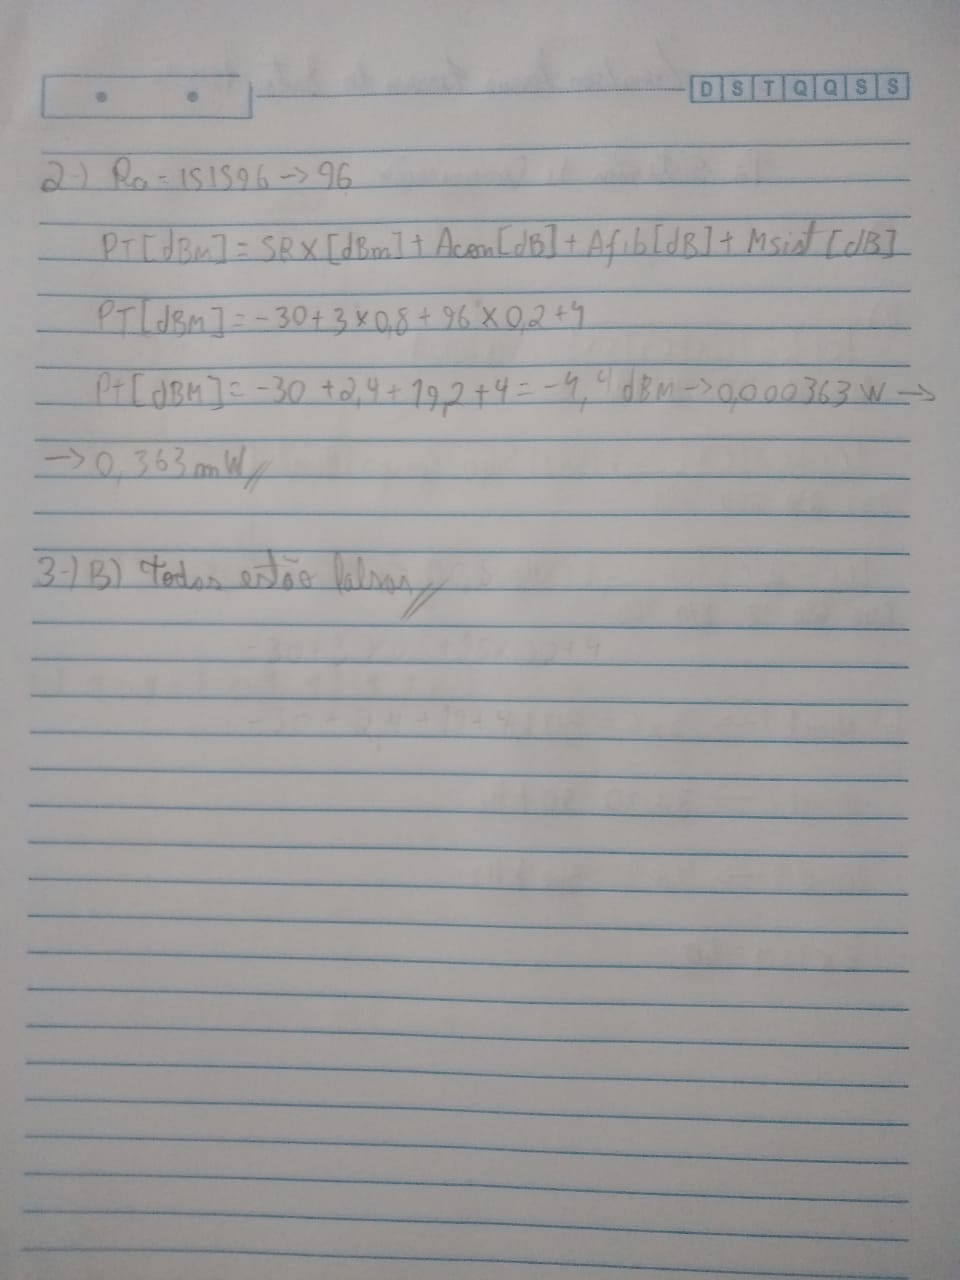 D S T Q Q S S
2-) Ra = 151596 -> 96
PT[dBm] = SRX[dBm] + Acon[dB] + Afib[dB] + Msist[dB]
PT[dBM] = -30 + 3 x 0,8 + 96 x 0,2 + 4
Pt[dBM] = -30 + 2,4 + 19,2 + 4 = -4,4 dBM -> 0,000363 W ->
-> 0,363 mW//
3-) B) Todas estão falsas//